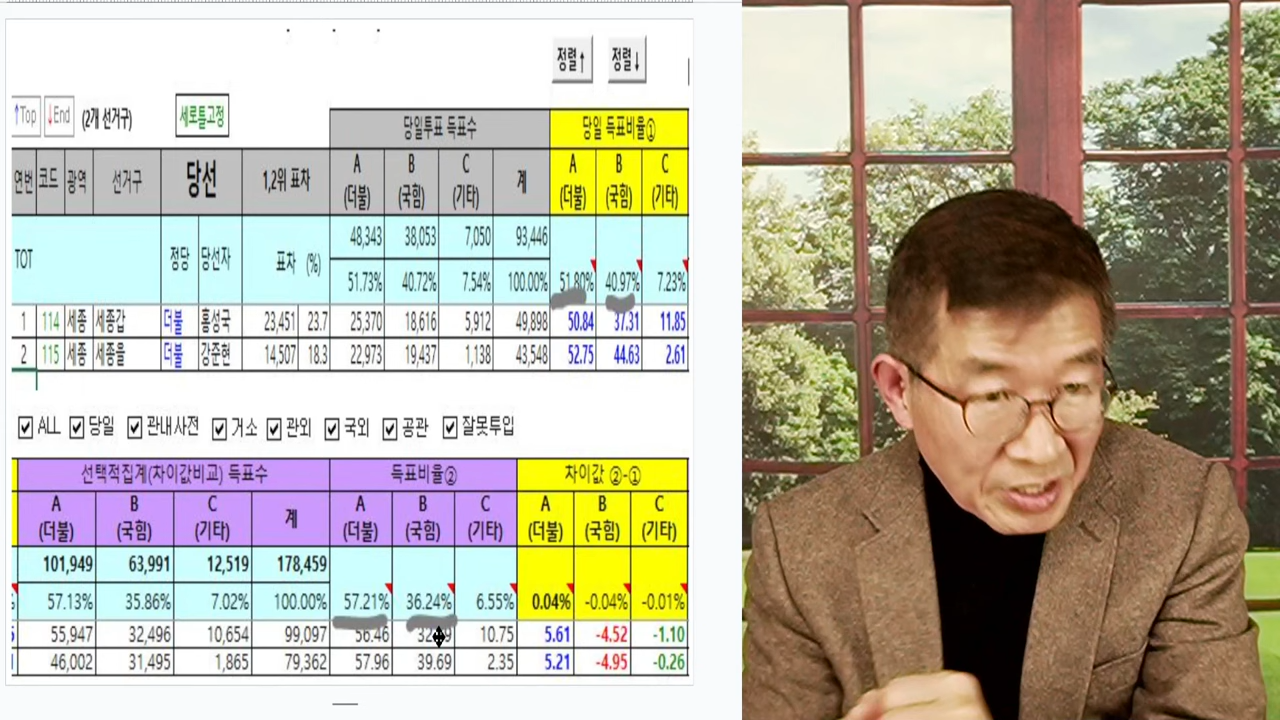 정렬↑ 정렬↓
↑Top ↓End (2개 선거구) 세로틀고정
당일투표 득표수 당일 득표비율①
연번 코드 광역 선거구 당선 1,2위 표차 A (더불) B (국힘) C (기타) 계 A (더불) B (국힘) C (기타)
TOT 정당 당선자 표차 (%)
48,343 38,053 7,050 93,446
51.73% 40.72% 7.54% 100.00% 51.80% 40.97% 7.23%
1 114 세종 세종갑 더불 홍성국 23,451 23.7 25,370 18,616 5,912 49,898 50.84 37.31 11.85
2 115 세종 세종을 더불 강준현 14,507 18.3 22,973 19,437 1,138 43,548 52.75 44.63 2.61
ALL 당일 관내사전 거소 관외 국외 공관 잘못투입
선택적집계(차이값비교) 득표수 득표비율② 차이값 ②-①
A (더불) B (국힘) C (기타) 계 A (더불) B (국힘) C (기타) A (더불) B (국힘) C (기타)
101,949 63,991 12,519 178,459
57.13% 35.86% 7.02% 100.00% 57.21% 36.24% 6.55% 0.04% -0.04% -0.01%
55,947 32,496 10,654 99,097 56.46 10.75 5.61 -4.52 -1.10
46,002 31,495 1,865 79,362 57.96 39.69 2.35 5.21 -4.95 -0.26